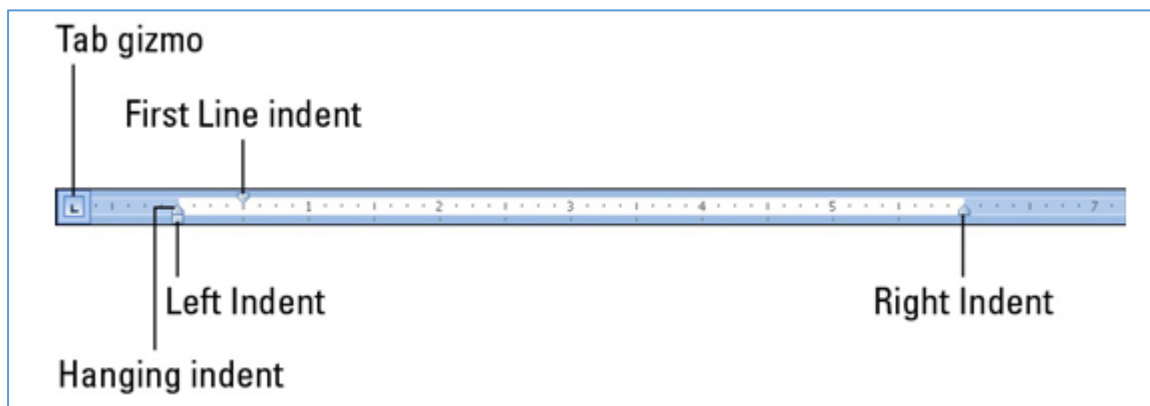 Tab gizmo
First Line indent
1 2 3 4 5 7
Left Indent
Right Indent
Hanging indent